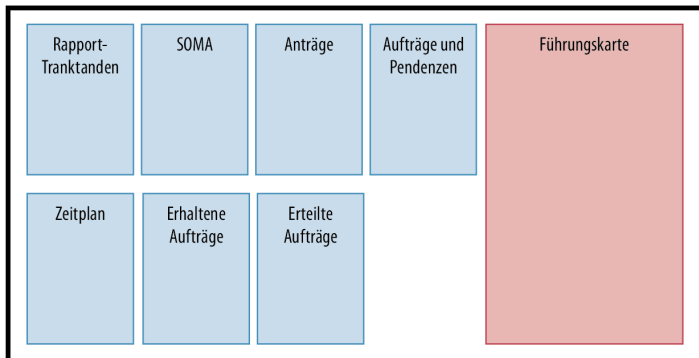 Rapport-
Tranktanden
SOMA
Anträge
Aufträge und
Pendenzen
Führungskarte
Zeitplan
Erhaltene
Aufträge
Erteilte
Aufträge